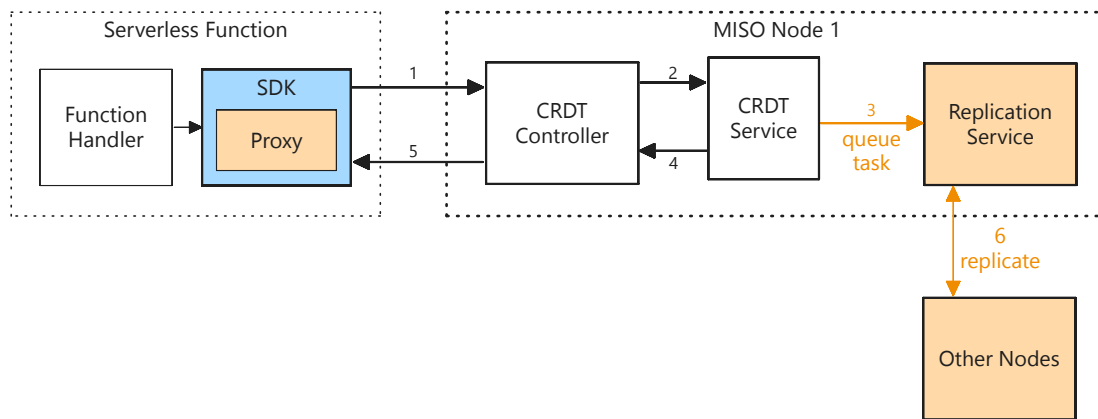 Serverless Function
MISO Node 1
Function
Handler
SDK
Proxy
1
5
CRDT
Controller
2
4
CRDT
Service
3
queue
task
Replication
Service
6
replicate
Other Nodes